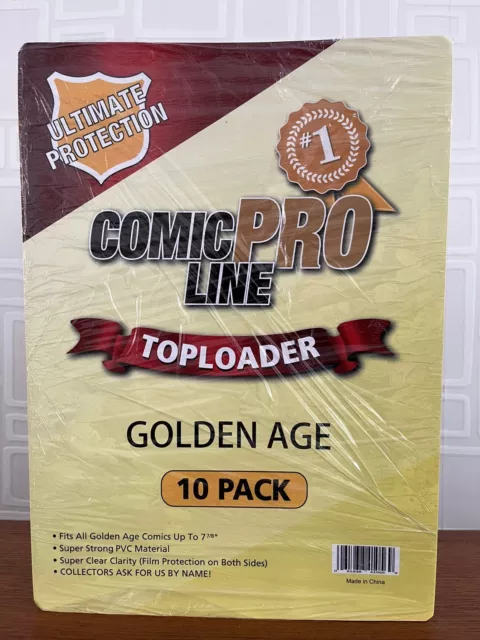 ULTIMATE
PROTECTION
#1
COMICPRO
LINE
TOPLOADER
GOLDEN AGE
10 PACK
• Fits All Golden Age Comics Up To 7 7/8"
• Super Strong PVC Material
• Super Clear Clarity (Film Protection on Both Sides)
• COLLECTORS ASK FOR US BY NAME!
Made in China